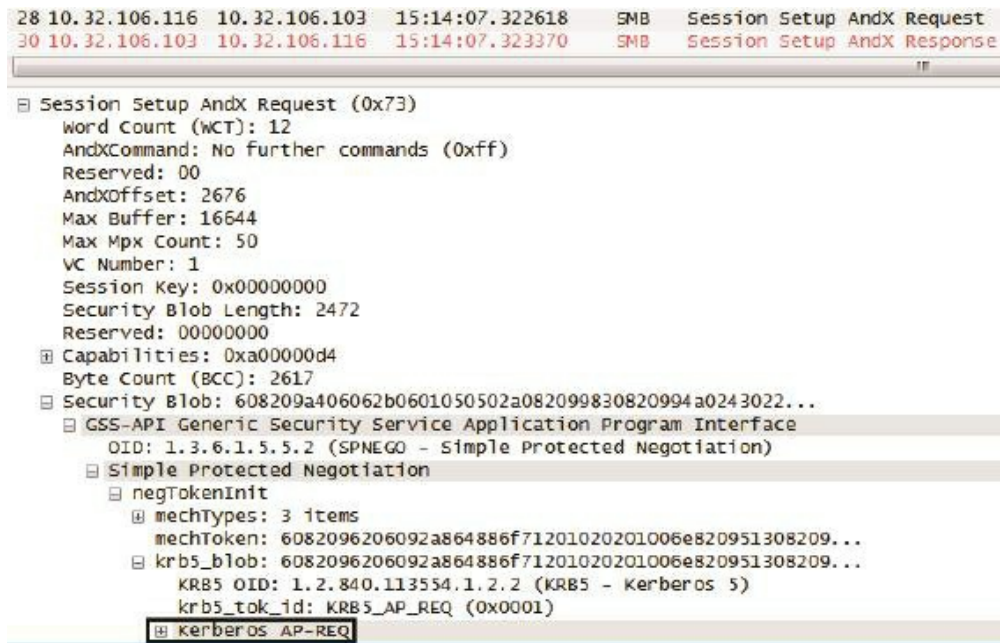 28 10.32.106.116 10.32.106.103 15:14:07.322618 SMB Session Setup AndX Request
30 10.32.106.103 10.32.106.116 15:14:07.323370 SMB Session Setup AndX Response
Session Setup AndX Request (0x73)
Word Count (WCT): 12
AndXCommand: No further commands (0xff)
Reserved: 00
AndXOffset: 2676
Max Buffer: 16644
Max Mpx Count: 50
VC Number: 1
Session Key: 0x00000000
Security Blob Length: 2472
Reserved: 00000000
Capabilities: 0xa00000d4
Byte Count (BCC): 2617
Security Blob: 608209a406062b0601050502a082099830820994a0243022...
GSS-API Generic Security Service Application Program Interface
OID: 1.3.6.1.5.5.2 (SPNEGO - Simple Protected Negotiation)
Simple Protected Negotiation
negTokenInit
mechTypes: 3 items
mechToken: 6082096206092a864886f71201020201006e820951308209...
krb5_blob: 6082096206092a864886f71201020201006e820951308209...
KRB5 OID: 1.2.840.113554.1.2.2 (KRB5 - Kerberos 5)
krb5_tok_id: KRB5_AP_REQ (0x0001)
Kerberos AP-REQ